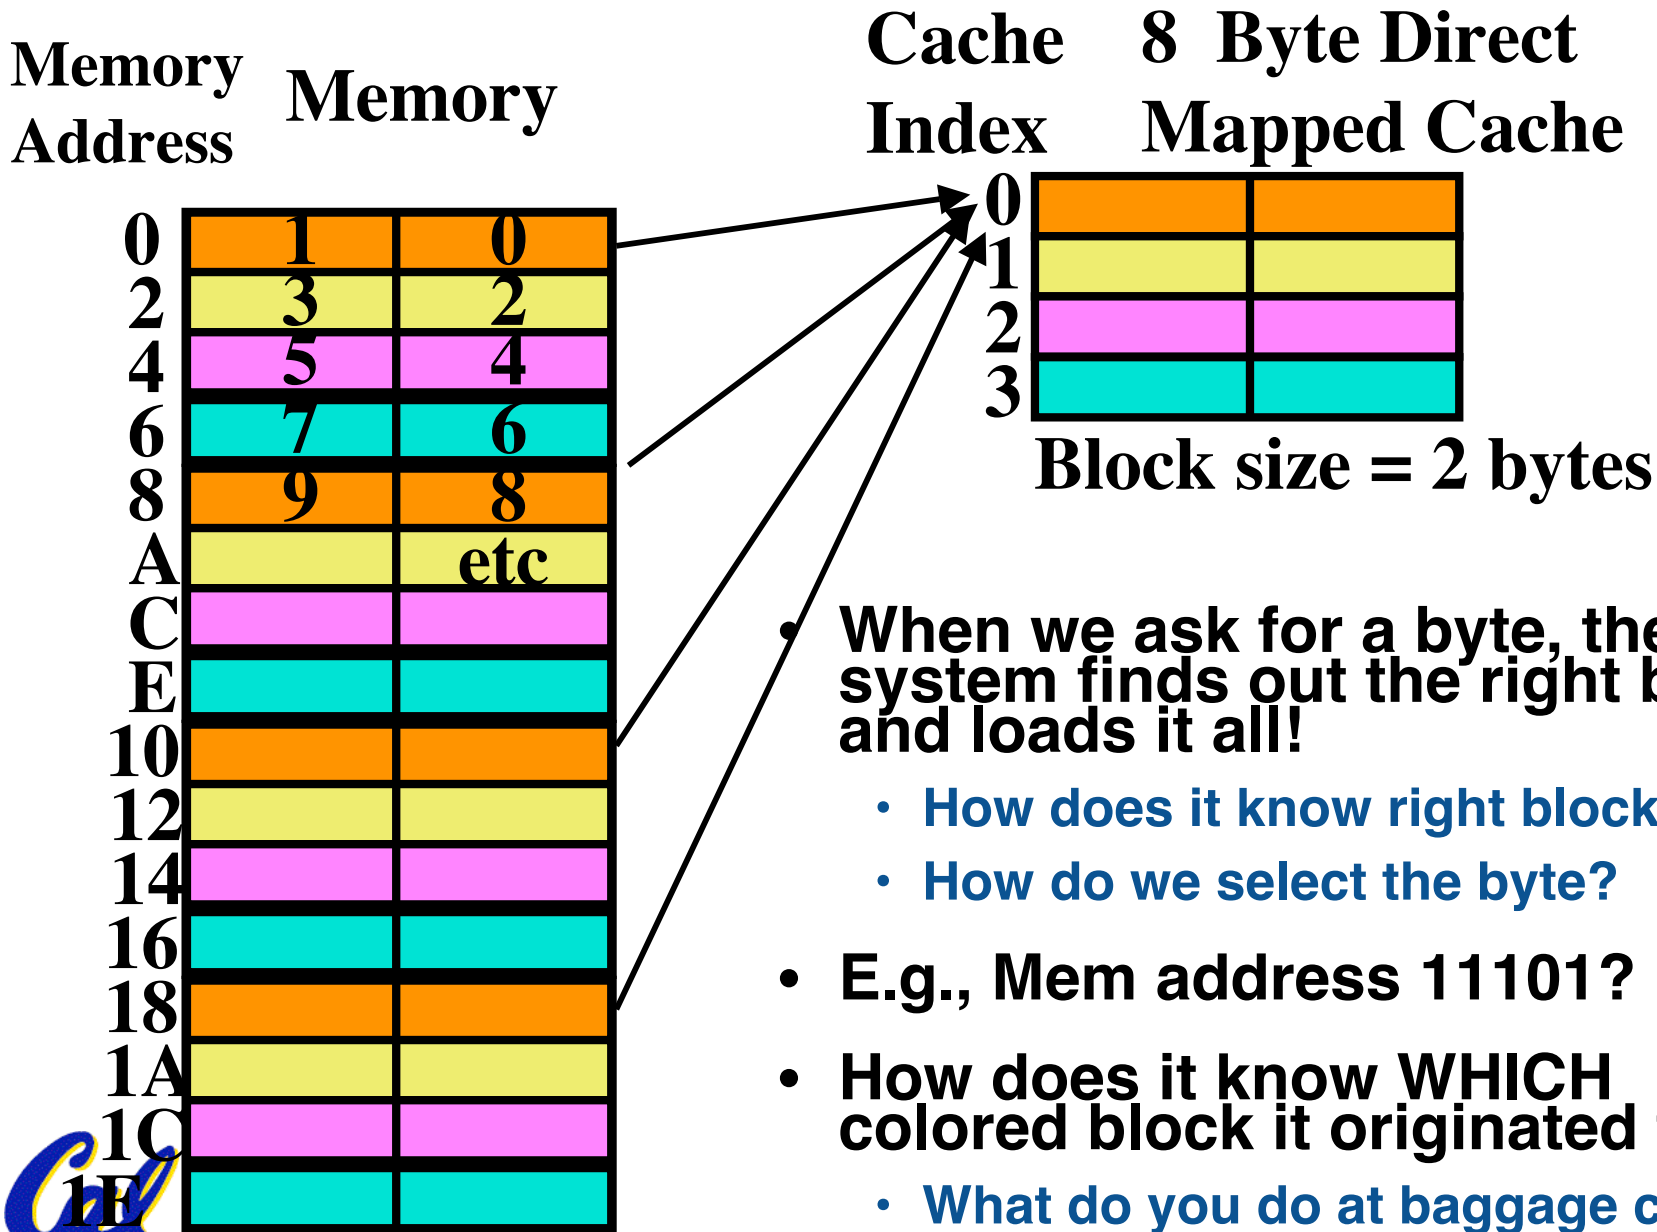 Memory
Address
Memory
Cache
Index
8 Byte Direct
Mapped Cache
0 1 0
2 3 2
4 5 4
6 7 6
8 9 8
A etc
C
E
10
12
14
16
18
1A
1C
1E
0
1
2
3
Block size = 2 bytes
• When we ask for a byte, the
system finds out the right
and loads it all!
• How does it know right block
• How do we select the byte?
• E.g., Mem address 11101?
• How does it know WHICH
colored block it originated
• What do you do at baggage
Cal